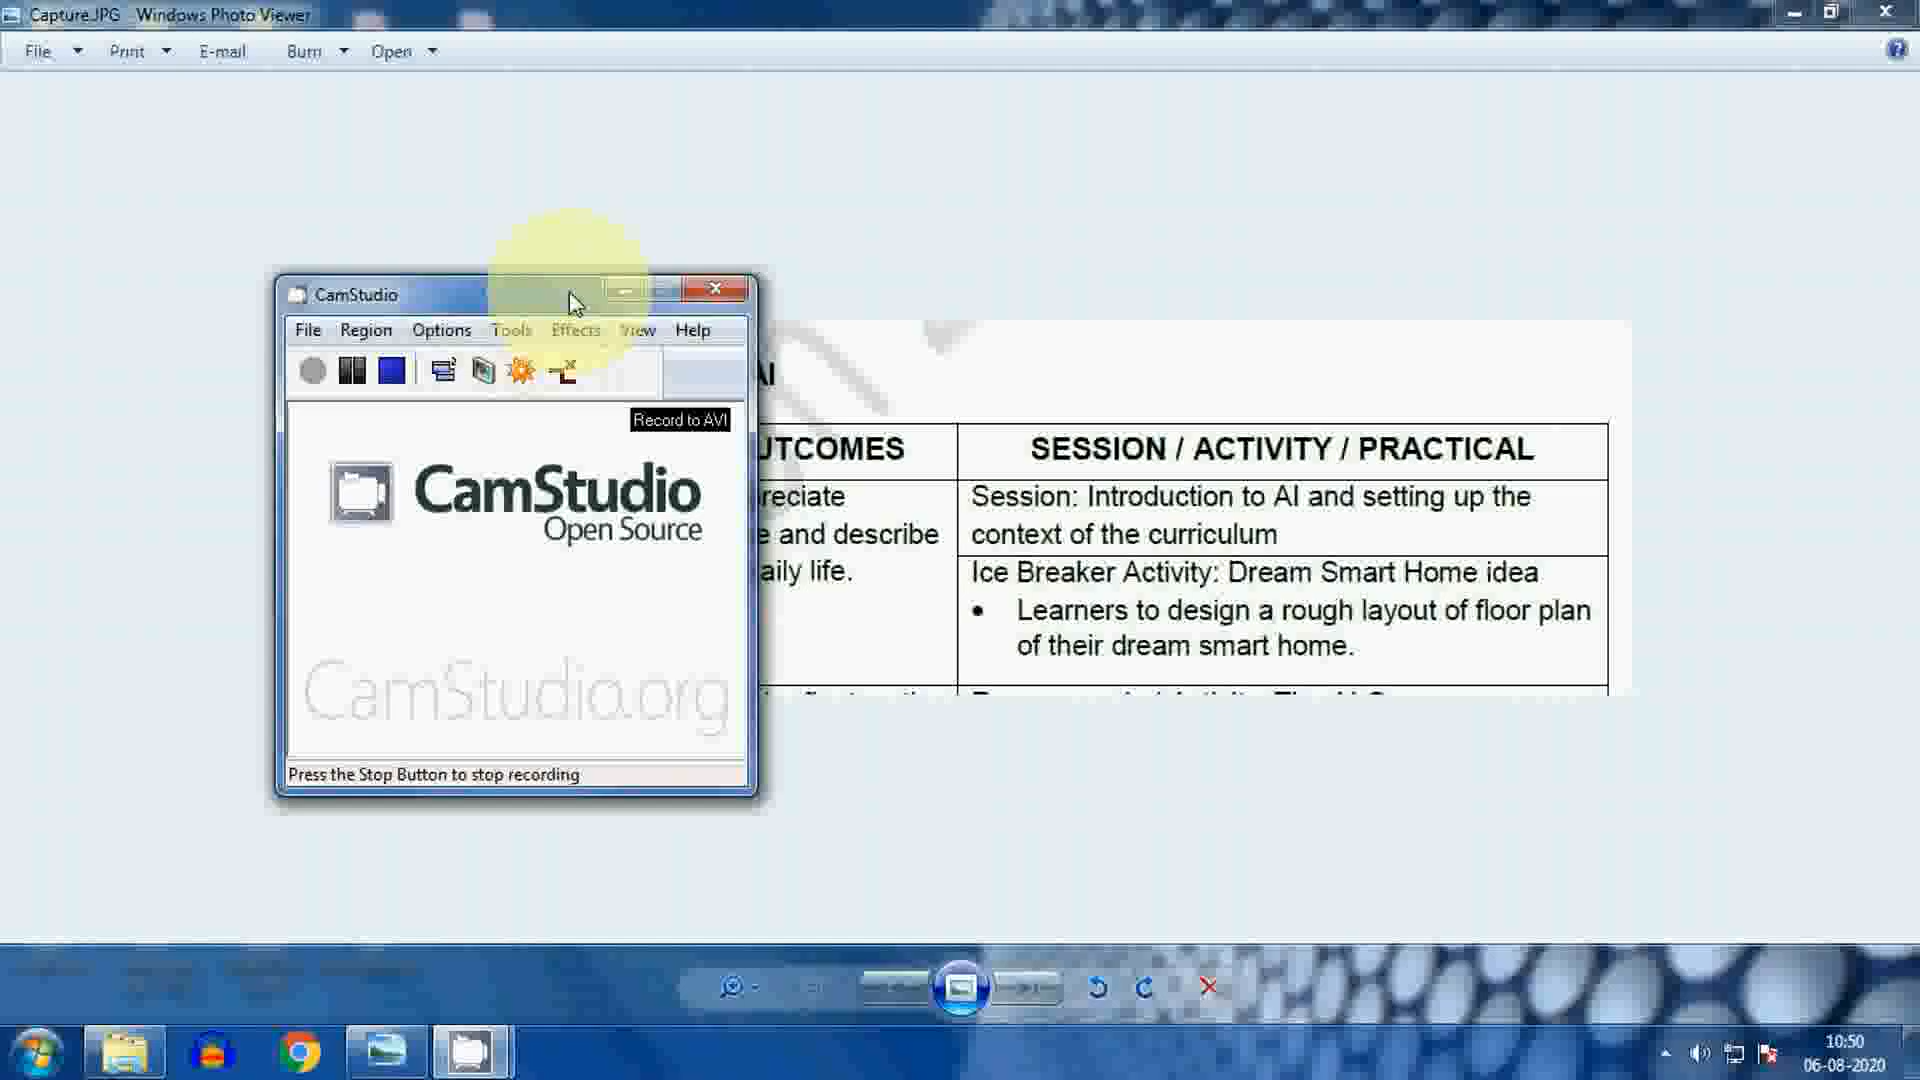 Capture.JPG - Windows Photo Viewer
File Print E-mail Burn Open
CamStudio
File Region Options Tools Effects View Help
Record to AVI
CamStudio
Open Source
CamStudio.org
Press the Stop Button to stop recording
AI
UTCOMES
SESSION / ACTIVITY / PRACTICAL
reciate
e and describe
aily life.
Session: Introduction to AI and setting up the
context of the curriculum
Ice Breaker Activity: Dream Smart Home idea
• Learners to design a rough layout of floor plan
of their dream smart home.
10:50
06-08-2020